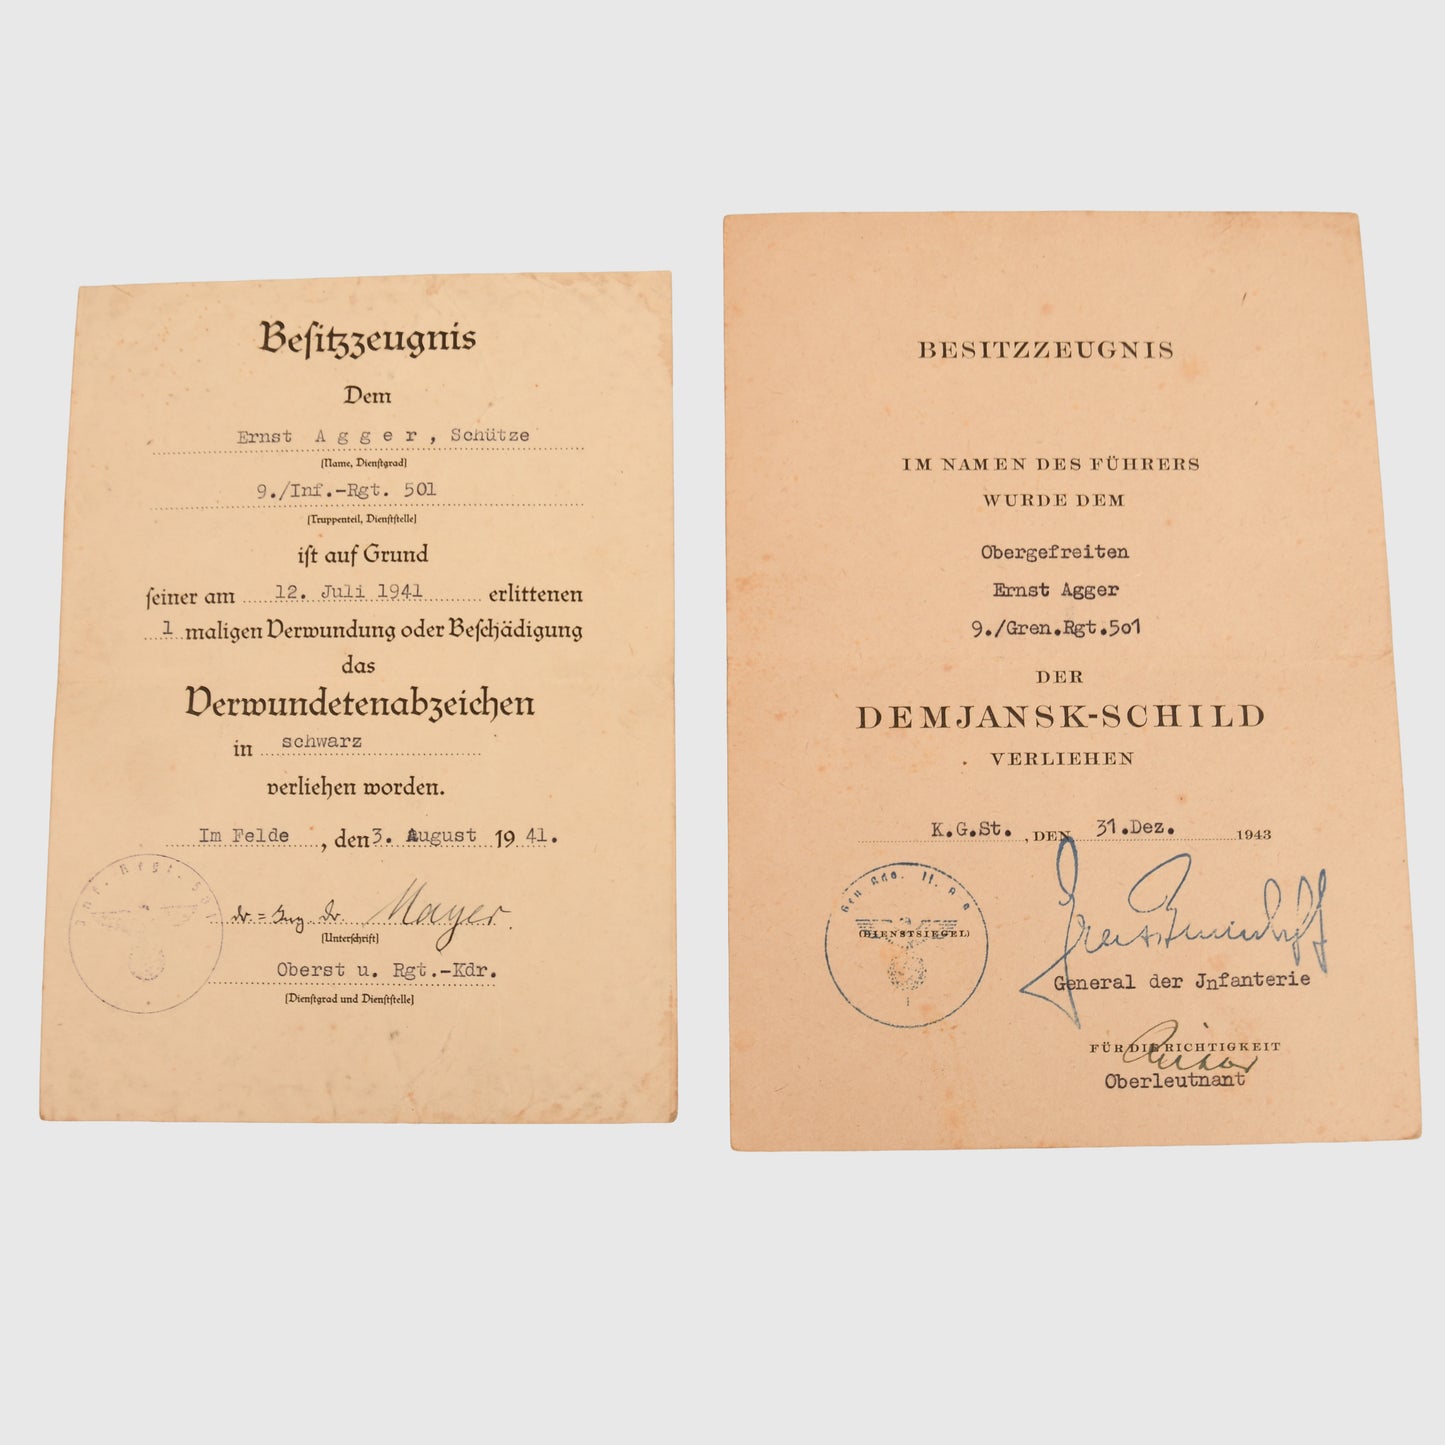 Besitzzeugnis
Dem
Ernst Agger, Schütze
(Name, Dienstgrad)
9./Inf.-Rgt. 501
(Truppenteil, Dienststelle)
ist auf Grund
seiner am 12. Juli 1941 erlittenen
1 maligen Verwundung oder Beschädigung
das
Verwundetenabzeichen
in schwarz
verliehen worden.
Im Felde, den 3. August 1941.
Mayer
(Unterschrift)
Oberst u. Rgt.-Kdr.
(Dienstgrad und Dienststelle)
BESITZZEUGNIS
IM NAMEN DES FÜHRERS
WURDE DEM
Obergefreiten
Ernst Agger
9./Gren.Rgt.5o1
DER
DEMJANSK-SCHILD
VERLIEHEN
K.G.St., DEN 31.Dez. 1943
(DIENSTSIEGEL)
General der Jnfanterie
FÜR DIE RICHTIGKEIT
Oberleutnant